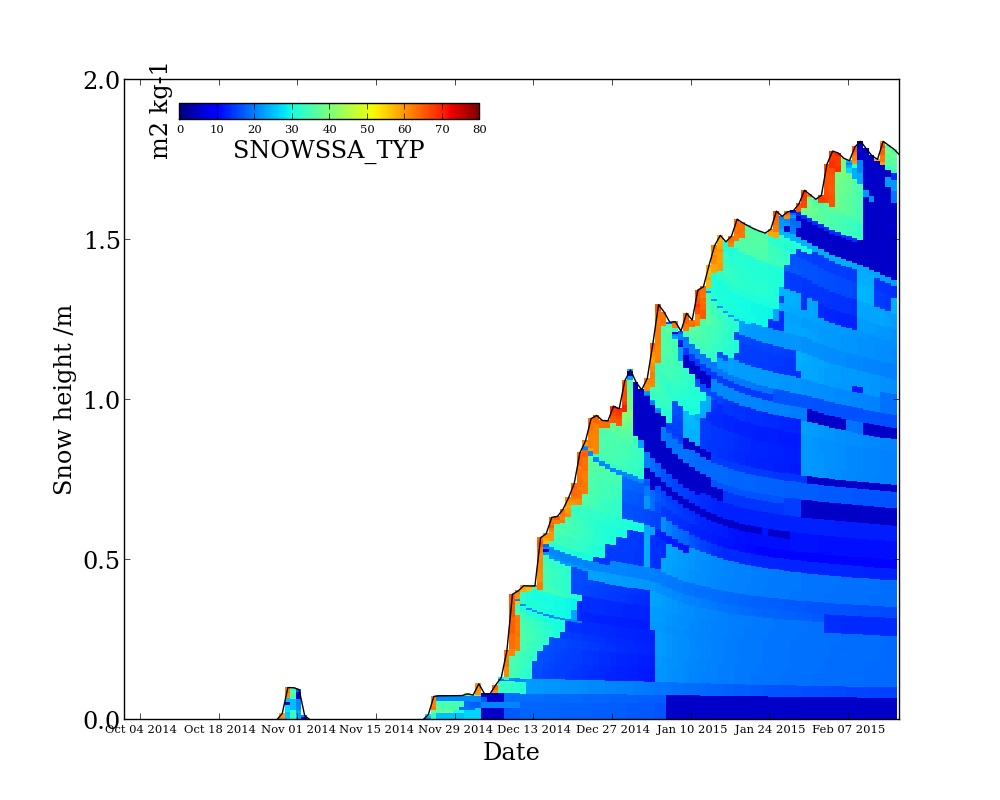 2.0
m2 kg-1
0 10 20 30 40 50 60 70 80
SNOWSSA_TYP
1.5
Snow height /m
1.0
0.5
0.0
Oct 04 2014 Oct 18 2014 Nov 01 2014 Nov 15 2014 Nov 29 2014 Dec 13 2014 Dec 27 2014 Jan 10 2015 Jan 24 2015 Feb 07 2015
Date